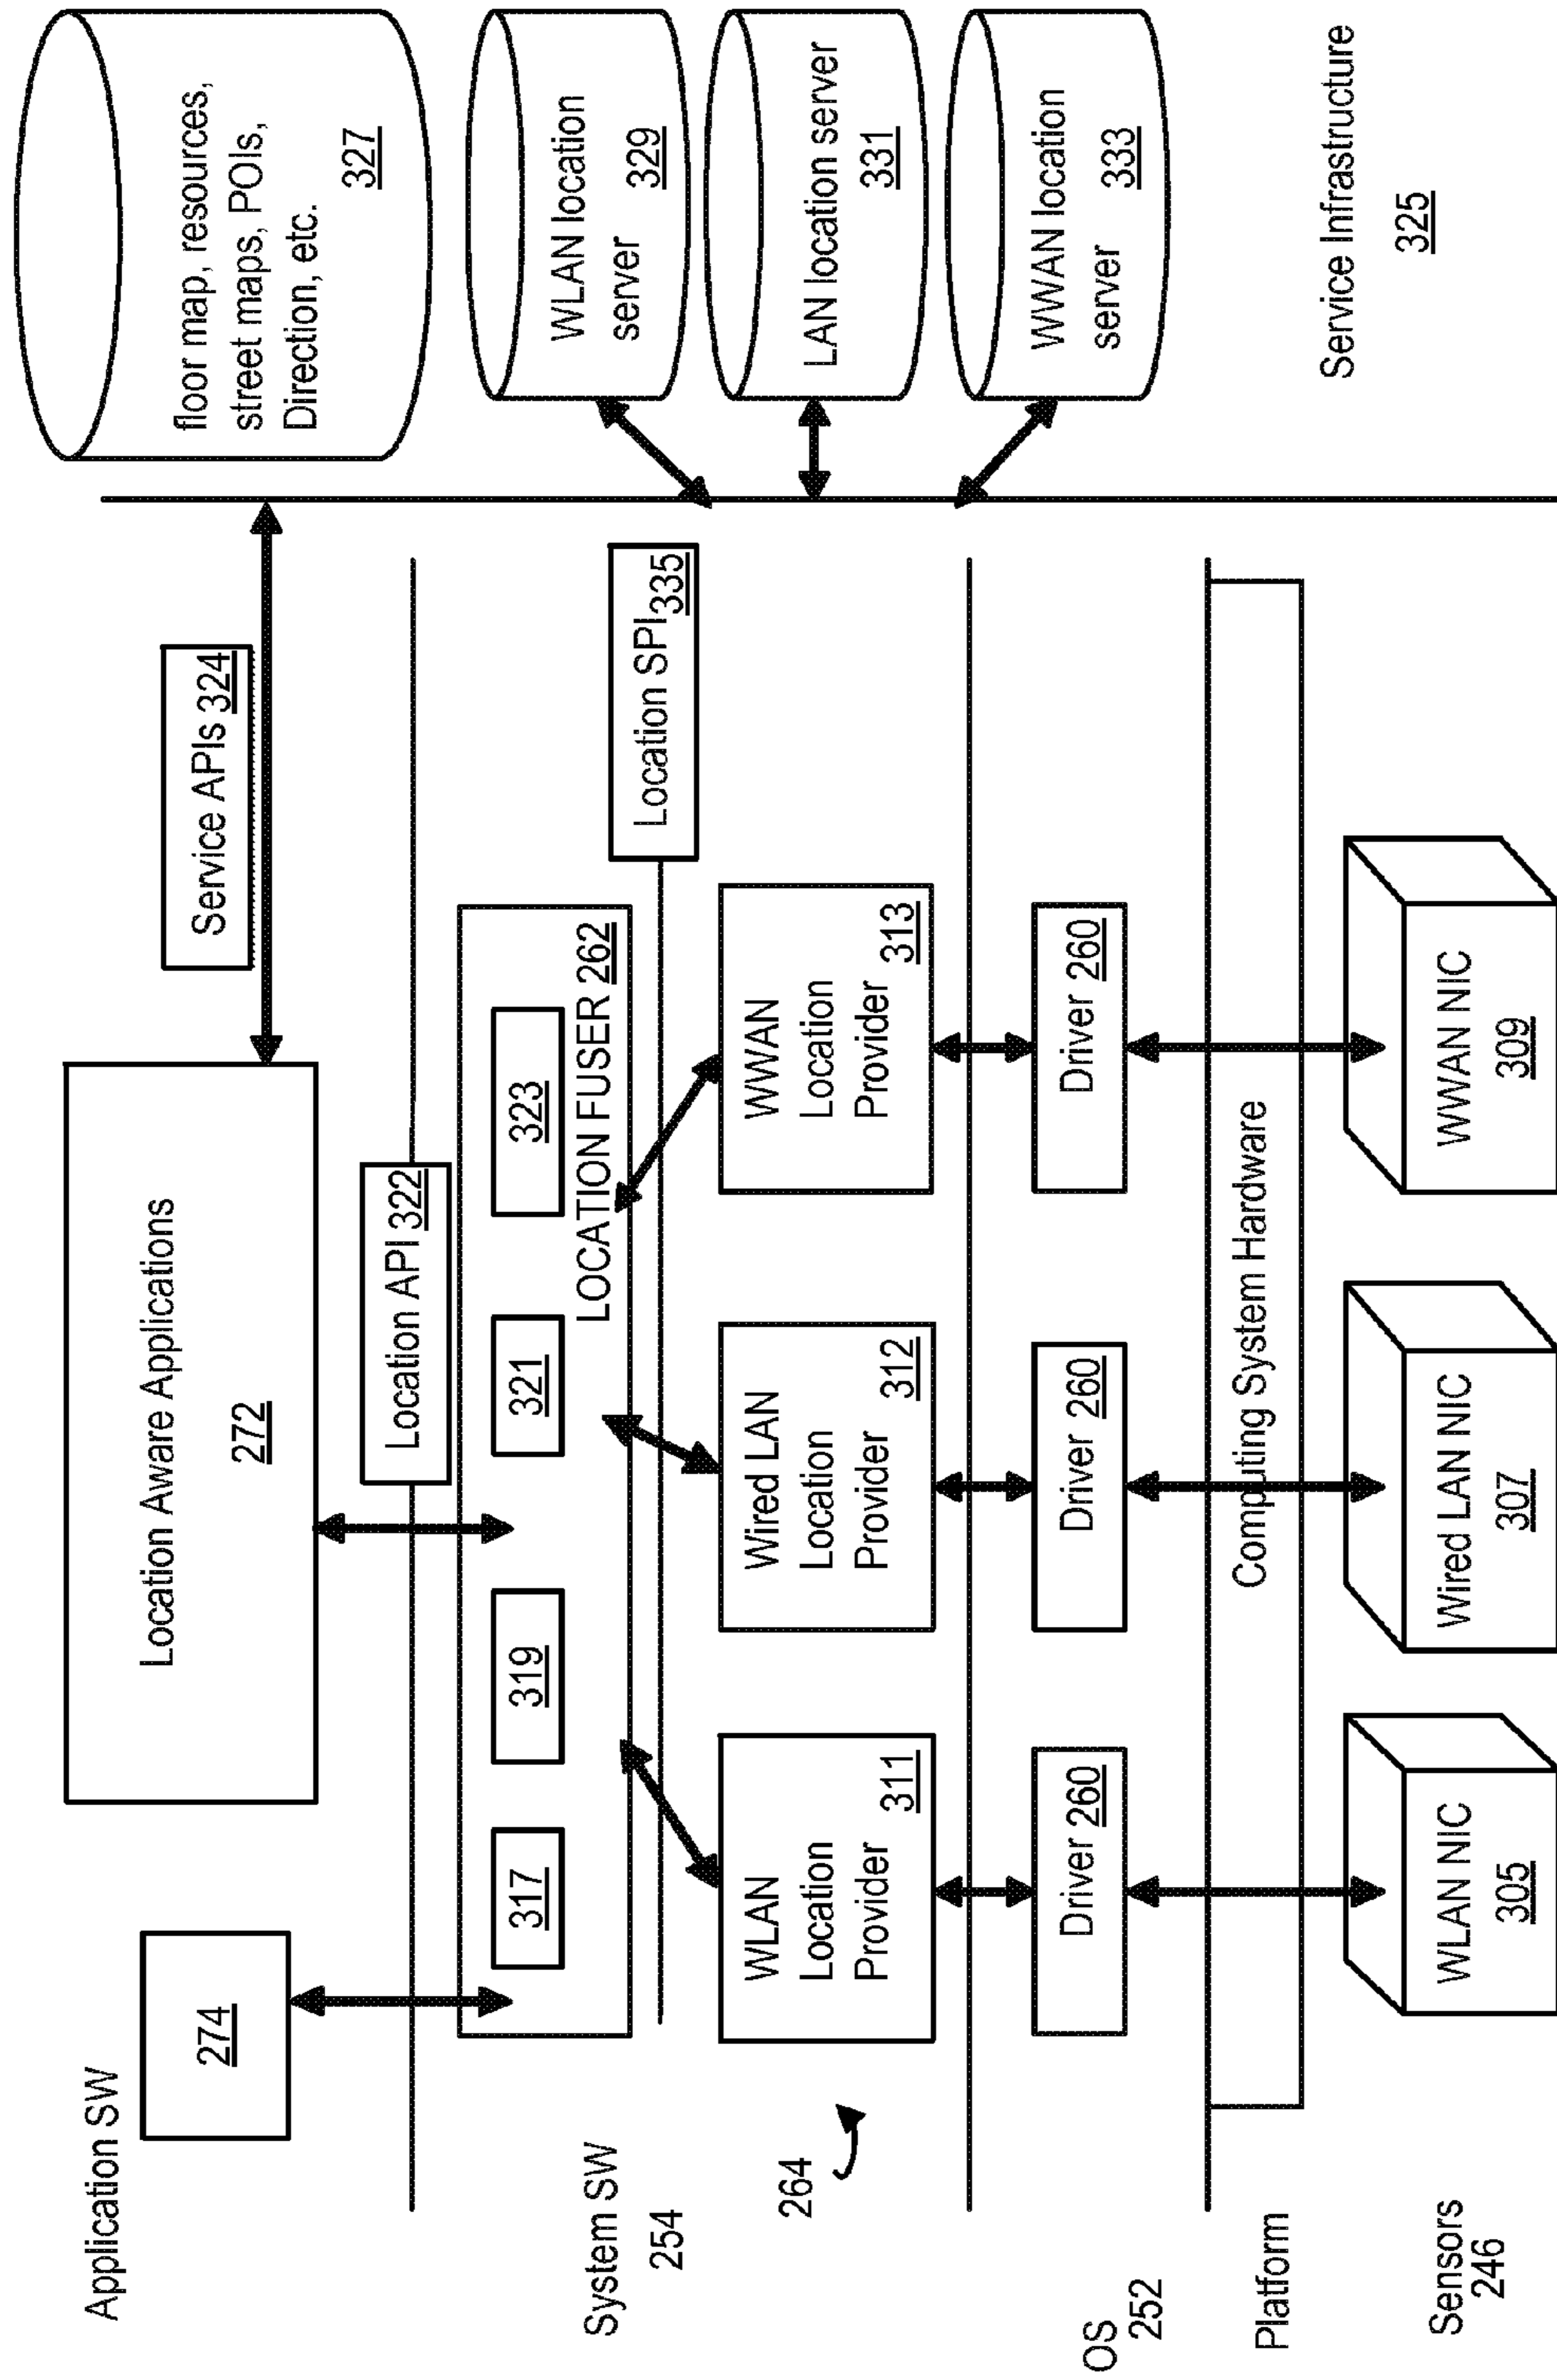 Application SW
274
Location Aware Applications
272
Service APIs 324
floor map, resources,
street maps, POIs,
Direction, etc.
327
Location API 322
System SW
254
317
319
321
323
LOCATION FUSER 262
Location SPI 335
WLAN location
server
329
LAN location server
331
WWAN location
server
333
264
WLAN
Location
Provider
311
Wired LAN
Location
Provider
312
WWAN
Location
Provider
313
OS
252
Driver 260
Driver 260
Driver 260
Platform
Computing System Hardware
Sensors
246
WLAN NIC
305
Wired LAN NIC
307
WWAN NIC
309
Service Infrastructure
325